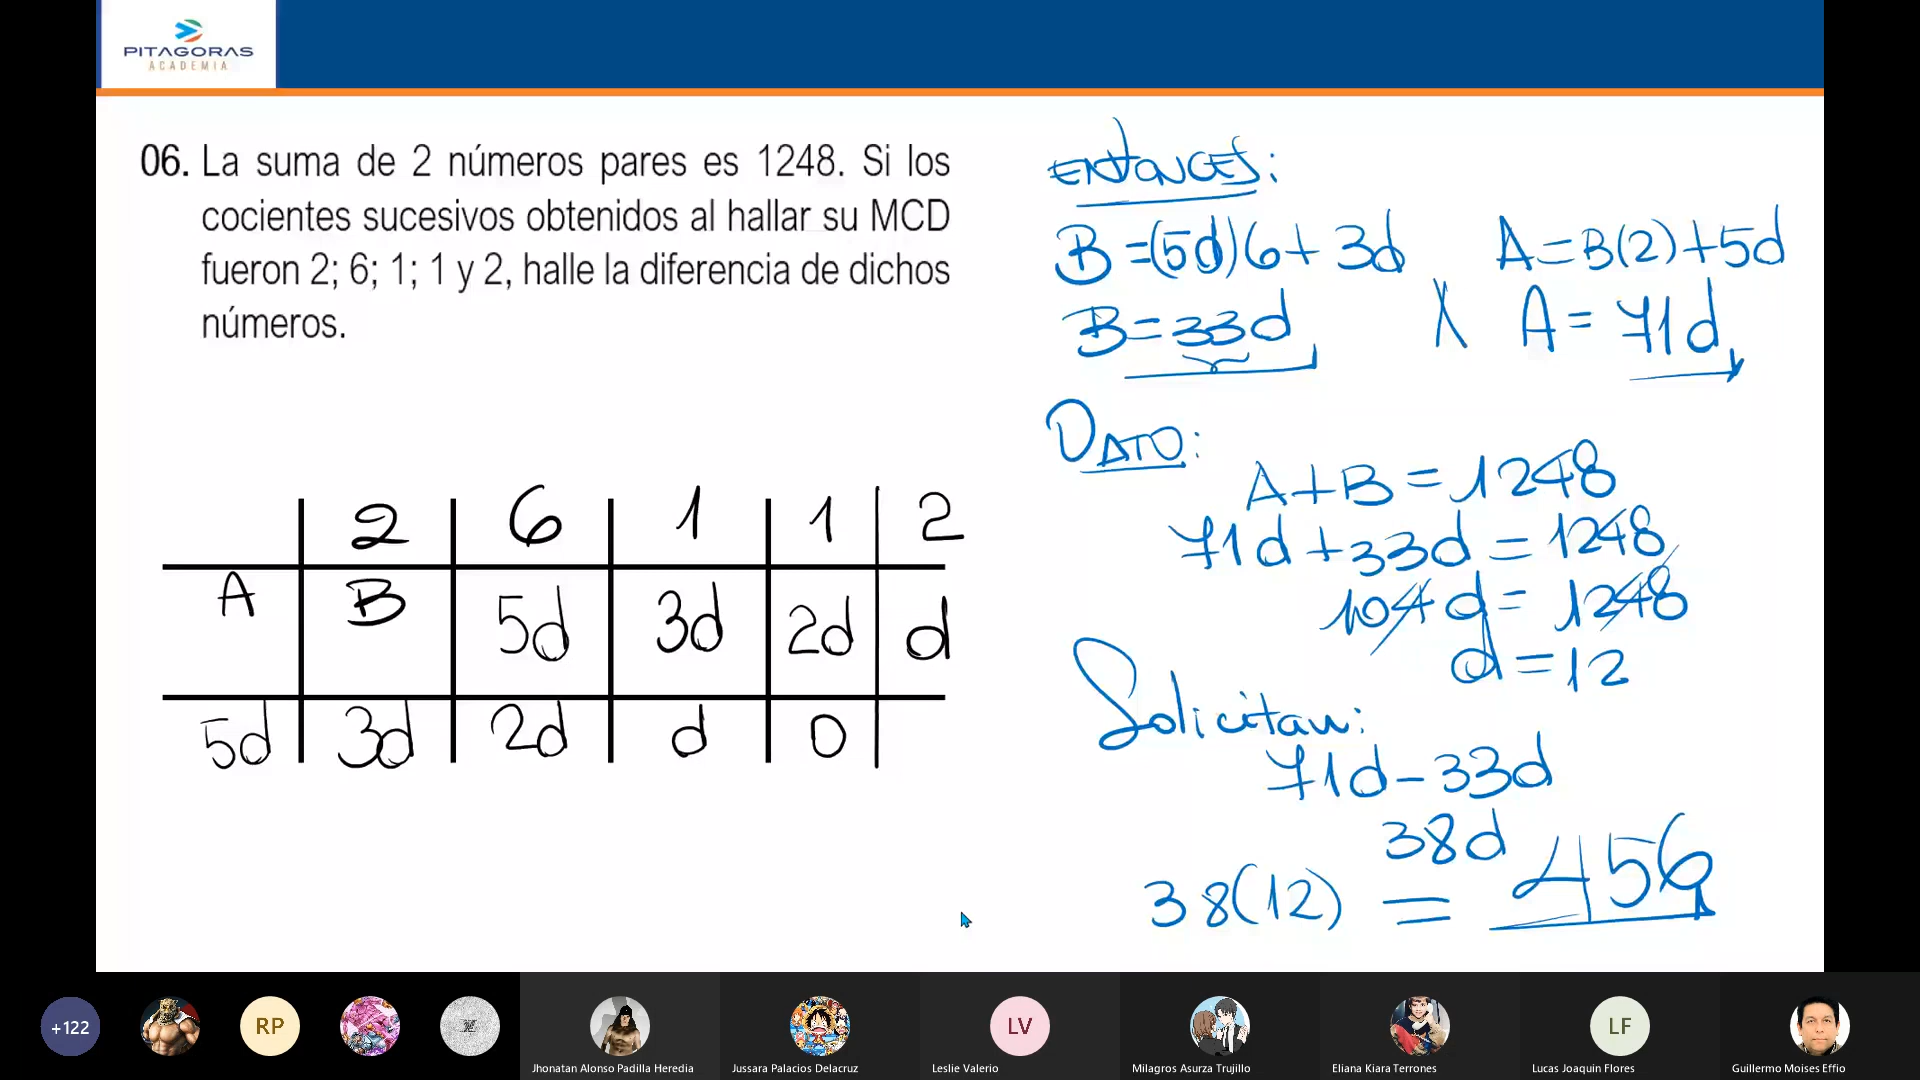 PITAGORAS
ACADEMIA
06. La suma de 2 números pares es 1248. Si los
cocientes sucesivos obtenidos al hallar su MCD
fueron 2; 6; 1; 1 y 2, halle la diferencia de dichos
números.
2 6 1 1 2
A B 5d 3d 2d d
5d 3d 2d d 0
ENTONCES:
B=(5d)6+3d A=B(2)+5d
B=33d ∧ A=71d
DATO:
A+B=1248
71d+33d=1248
104d=1248
d=12
Solicitan:
71d-33d
38d
38(12) = 456
+122
RP
LV
LF
Jhonatan Alonso Padilla Heredia
Jussara Palacios Delacruz
Leslie Valerio
Milagros Asurza Trujillo
Eliana Kiara Terrones
Lucas Joaquin Flores
Guillermo Moises Effio